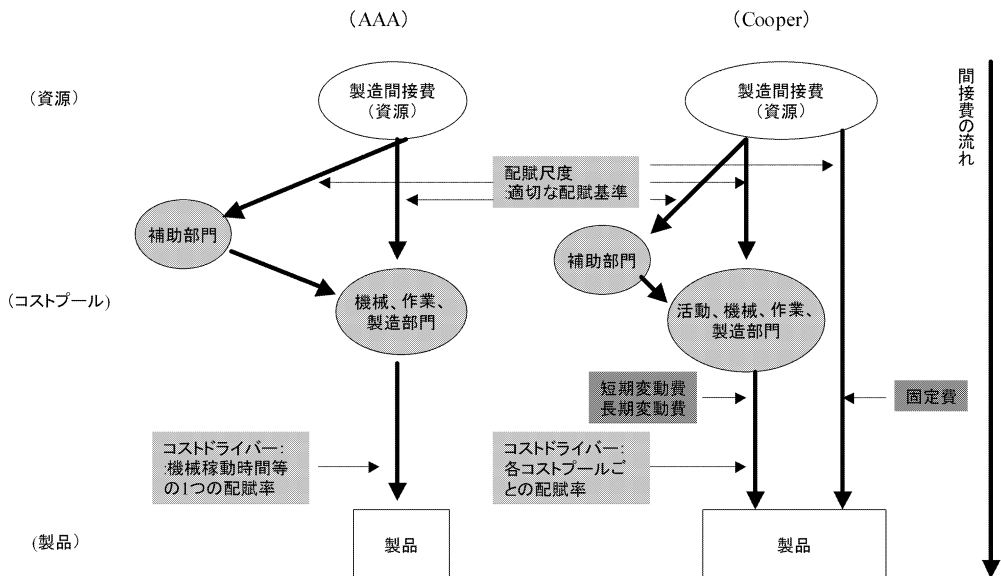 (AAA)
(Cooper)
(資源)
製造間接費
(資源)
製造間接費
(資源)
間接費の流れ
配賦尺度
:適切な配賦基準
補助部門
補助部門
(コストプール)
機械、作業、
製造部門
活動、機械、作業、
製造部門
短期変動費
長期変動費
固定費
コストドライバー:
:機械稼動時間等
の1つの配賦率
コストドライバー:
各コストプールご
との配賦率
(製品)
製品
製品